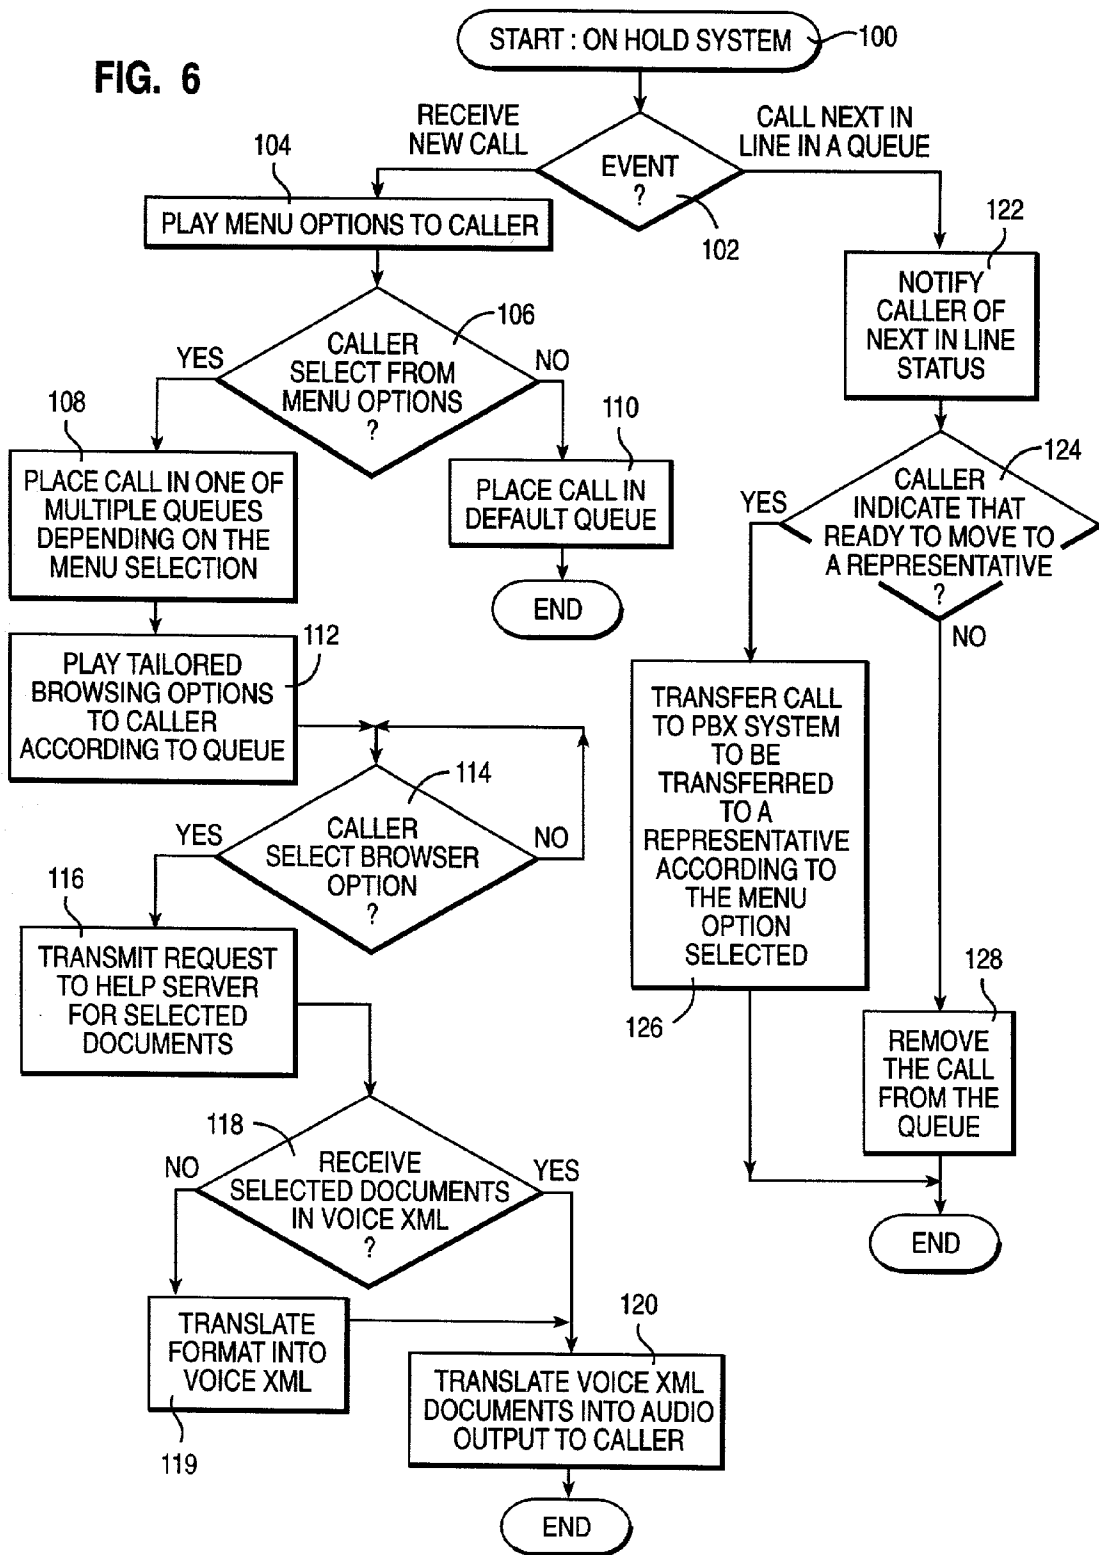 FIG. 6
START : ON HOLD SYSTEM
100
RECEIVE
NEW CALL
CALL NEXT IN
LINE IN A QUEUE
EVENT
?
102
104
PLAY MENU OPTIONS TO CALLER
106
CALLER
SELECT FROM
MENU OPTIONS
?
YES
NO
108
PLACE CALL IN ONE OF
MULTIPLE QUEUES
DEPENDING ON THE
MENU SELECTION
110
PLACE CALL IN
DEFAULT QUEUE
END
112
PLAY TAILORED
BROWSING OPTIONS
TO CALLER
ACCORDING TO QUEUE
114
CALLER
SELECT BROWSER
OPTION
?
YES
NO
116
TRANSMIT REQUEST
TO HELP SERVER
FOR SELECTED
DOCUMENTS
118
RECEIVE
SELECTED DOCUMENTS
IN VOICE XML
?
NO
YES
TRANSLATE
FORMAT INTO
VOICE XML
119
120
TRANSLATE VOICE XML
DOCUMENTS INTO AUDIO
OUTPUT TO CALLER
END
122
NOTIFY
CALLER OF
NEXT IN LINE
STATUS
124
CALLER
INDICATE THAT
READY TO MOVE TO
A REPRESENTATIVE
?
YES
NO
TRANSFER CALL
TO PBX SYSTEM
TO BE
TRANSFERRED
TO A
REPRESENTATIVE
ACCORDING TO
THE MENU
OPTION
SELECTED
126
128
REMOVE
THE CALL
FROM THE
QUEUE
END